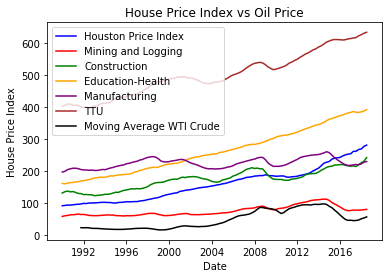 House Price Index vs Oil Price
House Price Index
600
500
400
300
200
100
0
Houston Price Index
Mining and Logging
Construction
Education-Health
Manufacturing
TTU
Moving Average WTI Crude
1992
1996
2000
2004
2008
2012
2016
Date